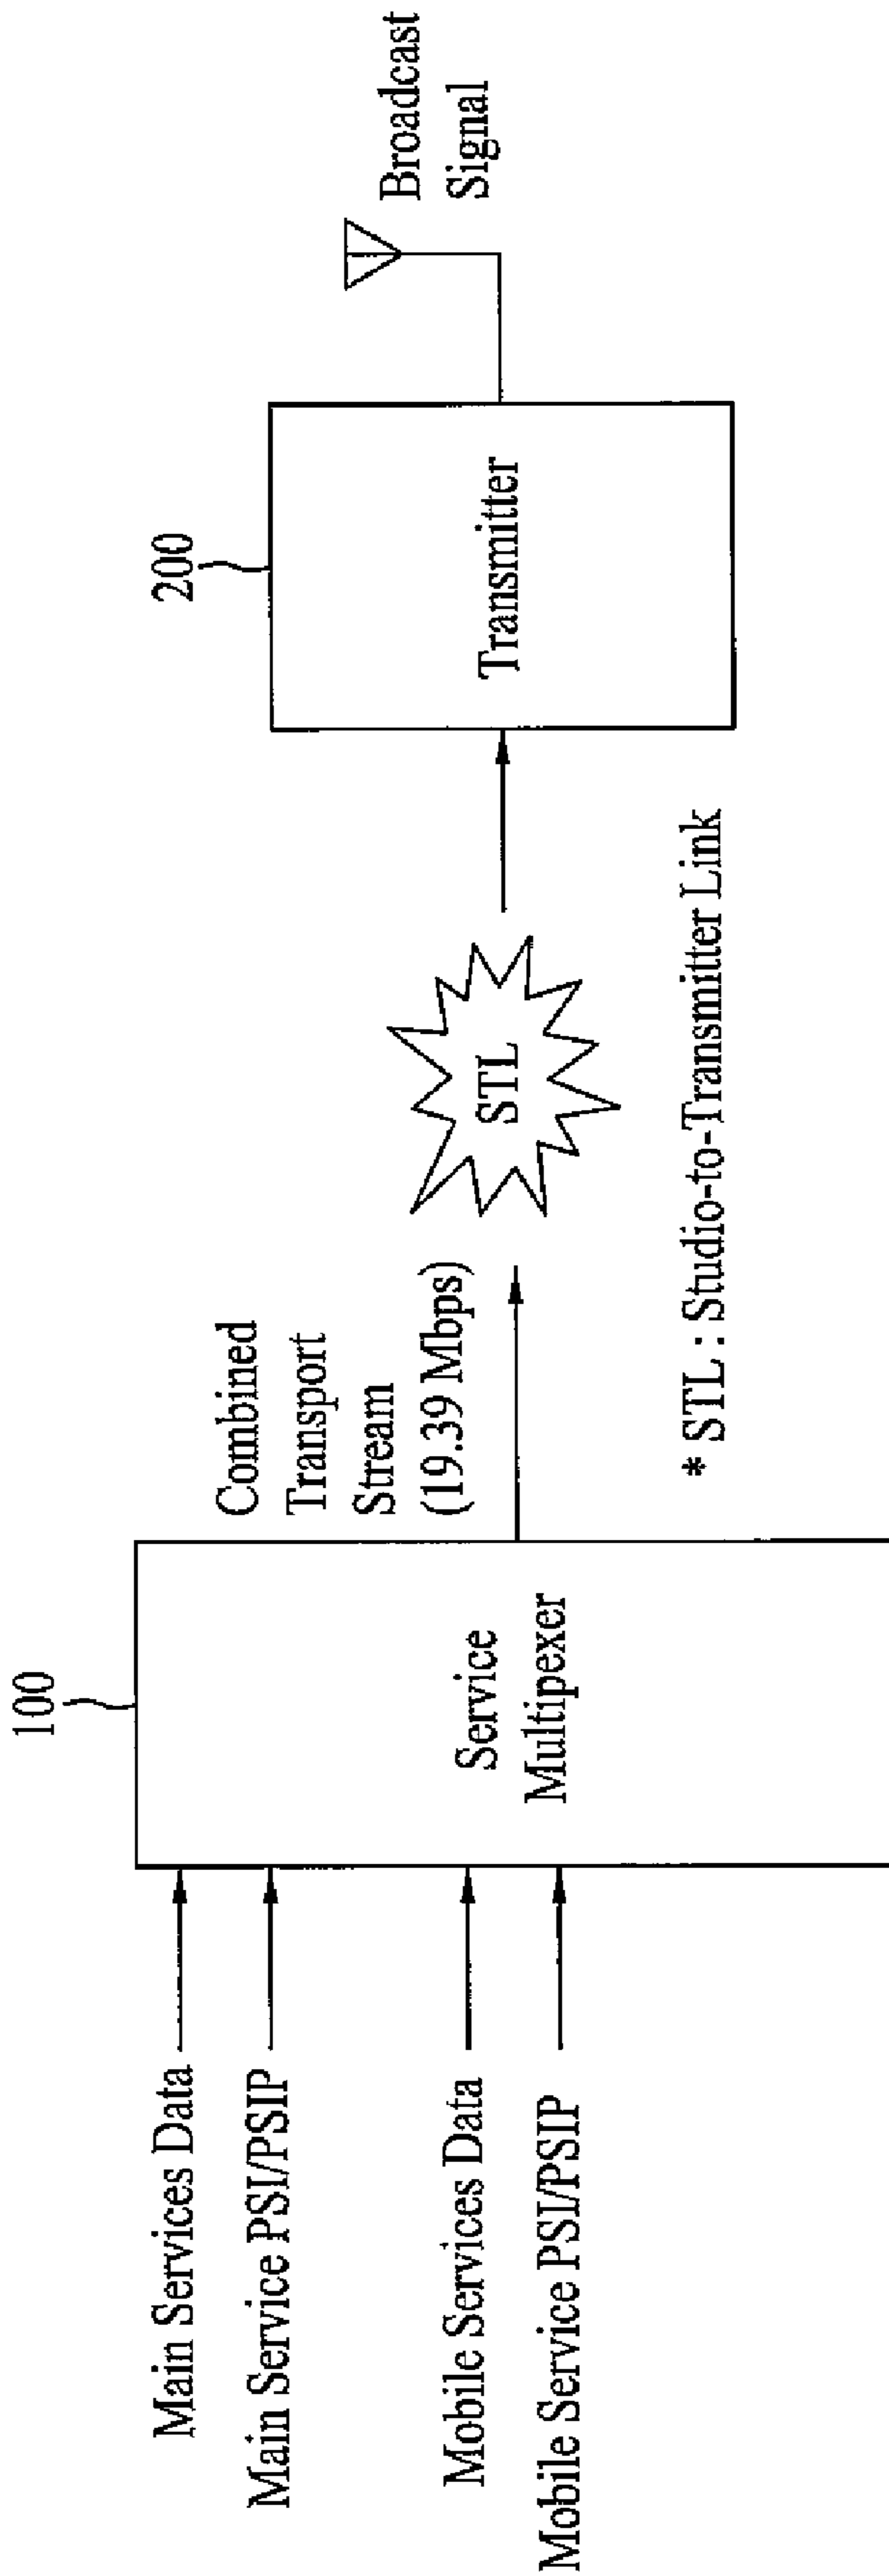 100
200
Main Services Data
Main Service PSI/PSIP
Mobile Services Data
Mobile Service PSI/PSIP
Service
Multipexer
Combined
Transport
Stream
(19.39 Mbps)
STL
Transmitter
Broadcast
Signal
* STL : Studio-to-Transmitter Link